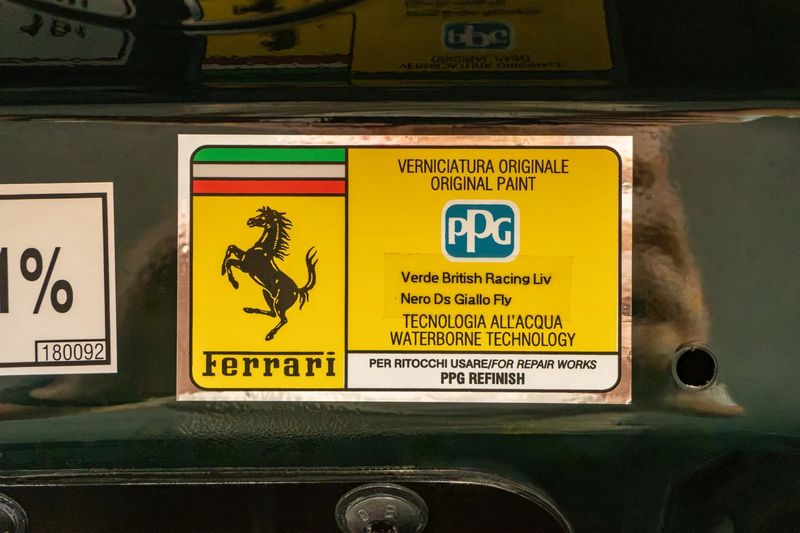 1%
180092
Ferrari
VERNICIATURA ORIGINALE
ORIGINAL PAINT
PPG
Verde British Racing Liv
Nero Ds Giallo Fly
TECNOLOGIA ALL'ACQUA
WATERBORNE TECHNOLOGY
PER RITOCCHI USARE/FOR REPAIR WORKS
PPG REFINISH